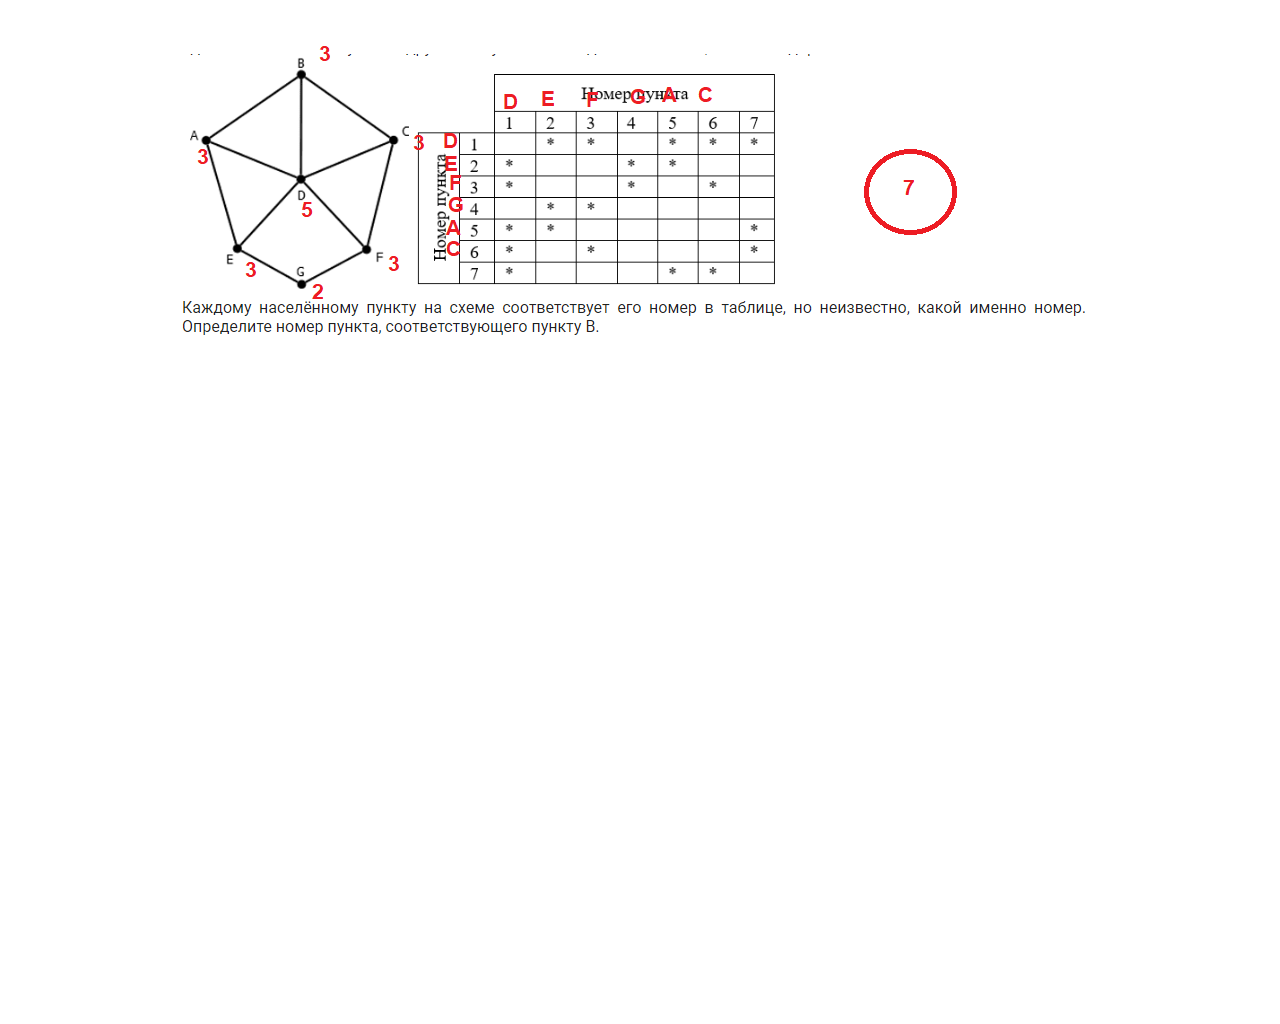 B 3
A
3
C
3
D
5
E
3
F
3
G
2
Номер пункта
D E F G A C
1 2 3 4 5 6 7
Номер пункта
D 1 * * * * *
E 2 * * *
F 3 * * *
G 4 * *
A 5 * * *
C 6 * * *
7 * * *
7
Каждому населённому пункту на схеме соответствует его номер в таблице, но неизвестно, какой именно номер.
Определите номер пункта, соответствующего пункту B.